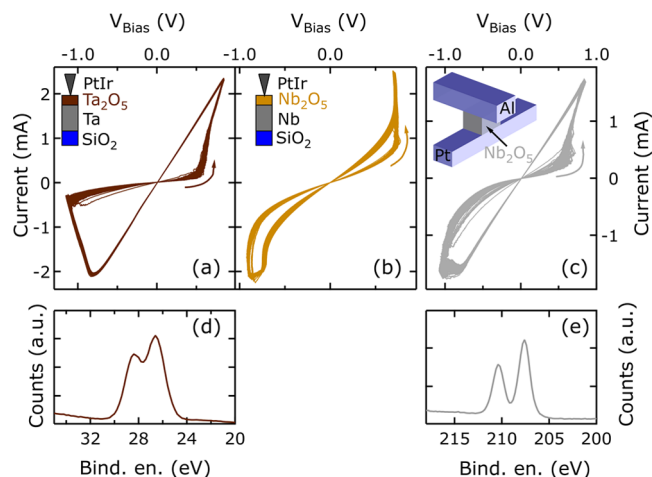 V_Bias (V) V_Bias (V) V_Bias (V)
-1.0 0.0 1.0 -1.0 0.0 -1.0 0.0 1.0
PtIr
Ta₂O₅
Ta
SiO₂
PtIr
Nb₂O₅
Nb
SiO₂
Al
Nb₂O₅
Pt
Current (mA)
2
1
0
-1
-2
(a)
(b)
(c)
1
0
-1
Current (mA)
(d)
Counts (a.u.)
32 28 24 20
Bind. en. (eV)
(e)
Counts (a.u.)
215 210 205 200
Bind. en. (eV)